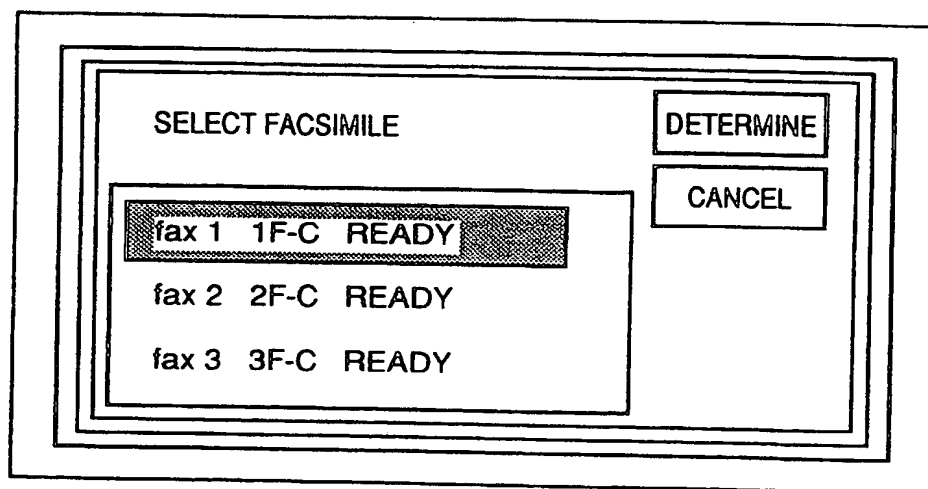 SELECT FACSIMILE
DETERMINE
CANCEL
fax 1 1F-C READY
fax 2 2F-C READY
fax 3 3F-C READY